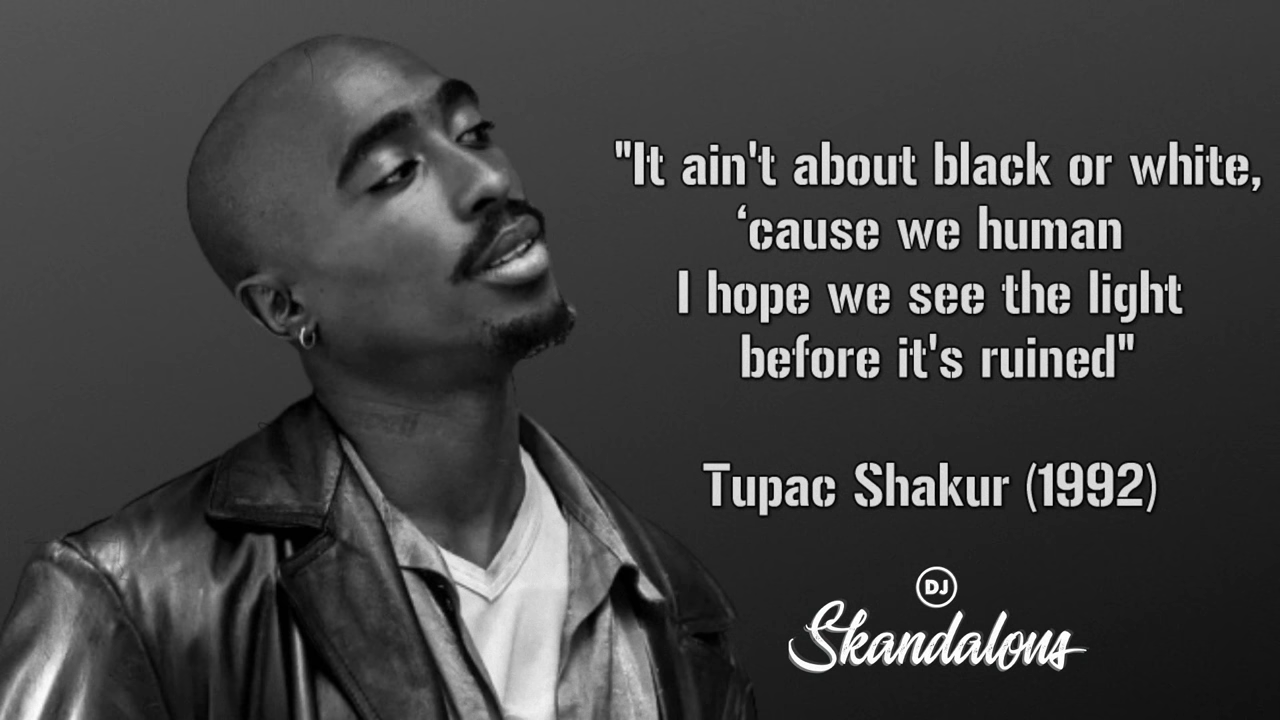 "It ain't about black or white,
‘cause we human
I hope we see the light
before it's ruined"
Tupac Shakur (1992)
DJ
Skandalous